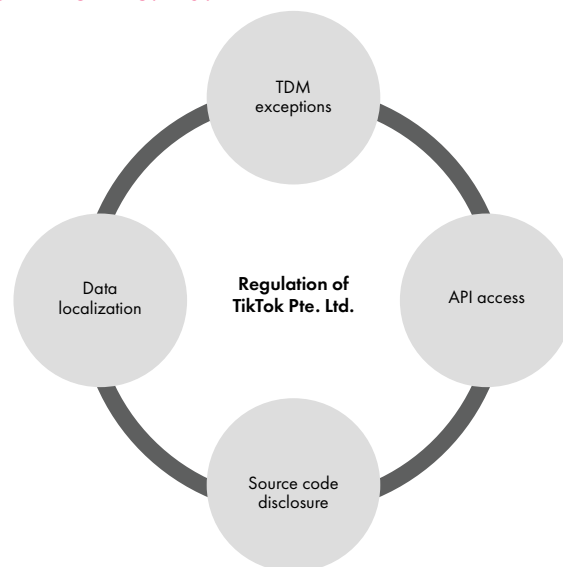 TDM
exceptions
Data
localization
Regulation of
TikTok Pte. Ltd.
API access
Source code
disclosure